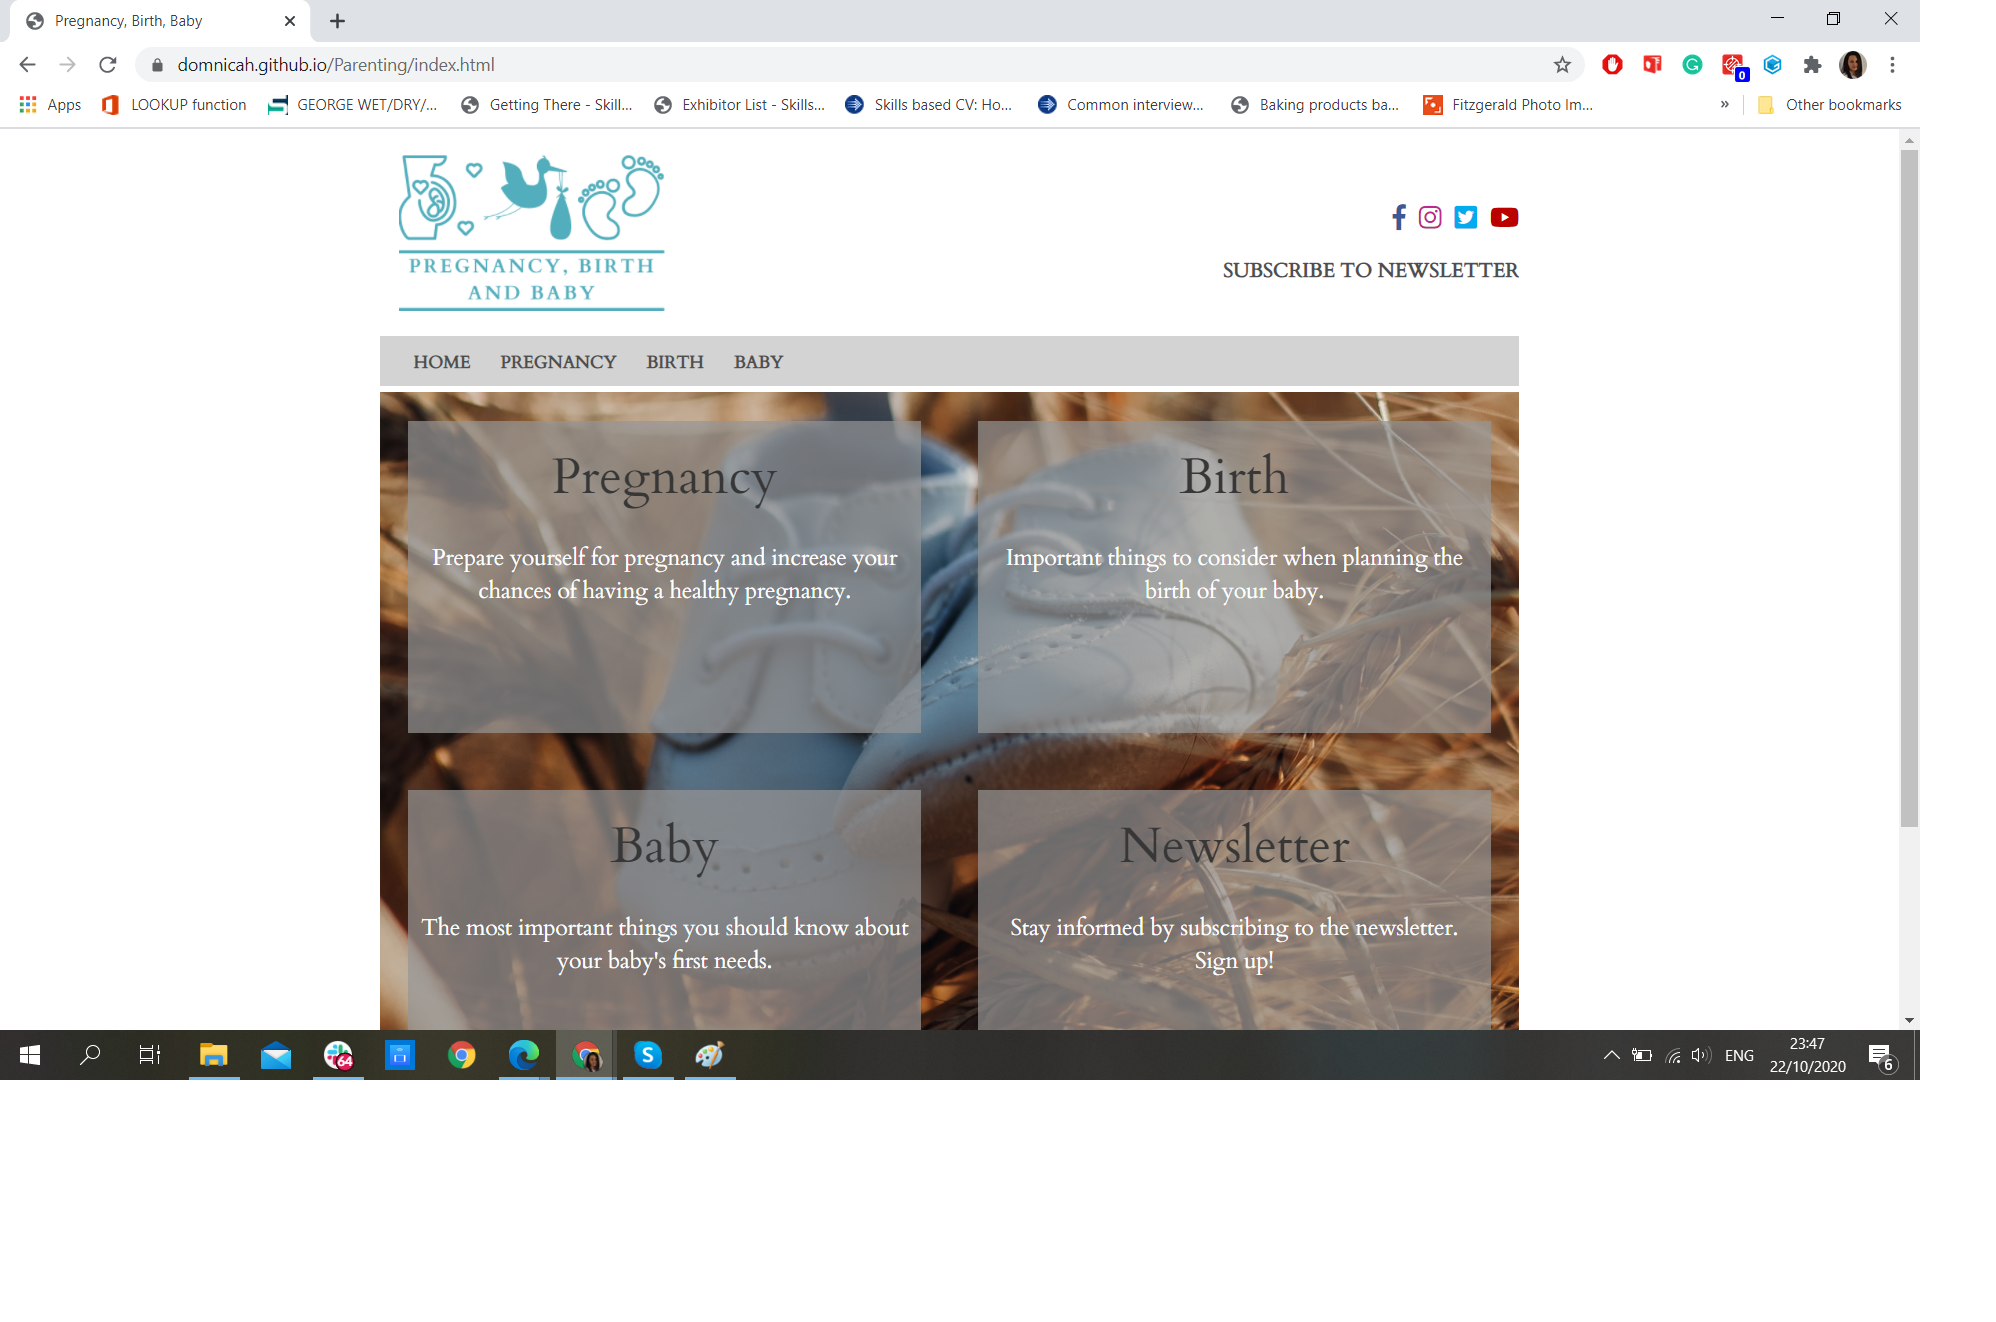 Pregnancy, Birth, Baby
domnicah.github.io/Parenting/index.html
0
Apps LOOKUP function GEORGE WET/DRY/... Getting There - Skill... Exhibitor List - Skills... Skills based CV: Ho... Common interview... Baking products ba... Fitzgerald Photo Im... » Other bookmarks
PREGNANCY, BIRTH
AND BABY
SUBSCRIBE TO NEWSLETTER
HOME PREGNANCY BIRTH BABY
Pregnancy
Prepare yourself for pregnancy and increase your
chances of having a healthy pregnancy.
Birth
Important things to consider when planning the
birth of your baby.
Baby
The most important things you should know about
your baby's first needs.
Newsletter
Stay informed by subscribing to the newsletter.
Sign up!
64
ENG
23:47
22/10/2020
6